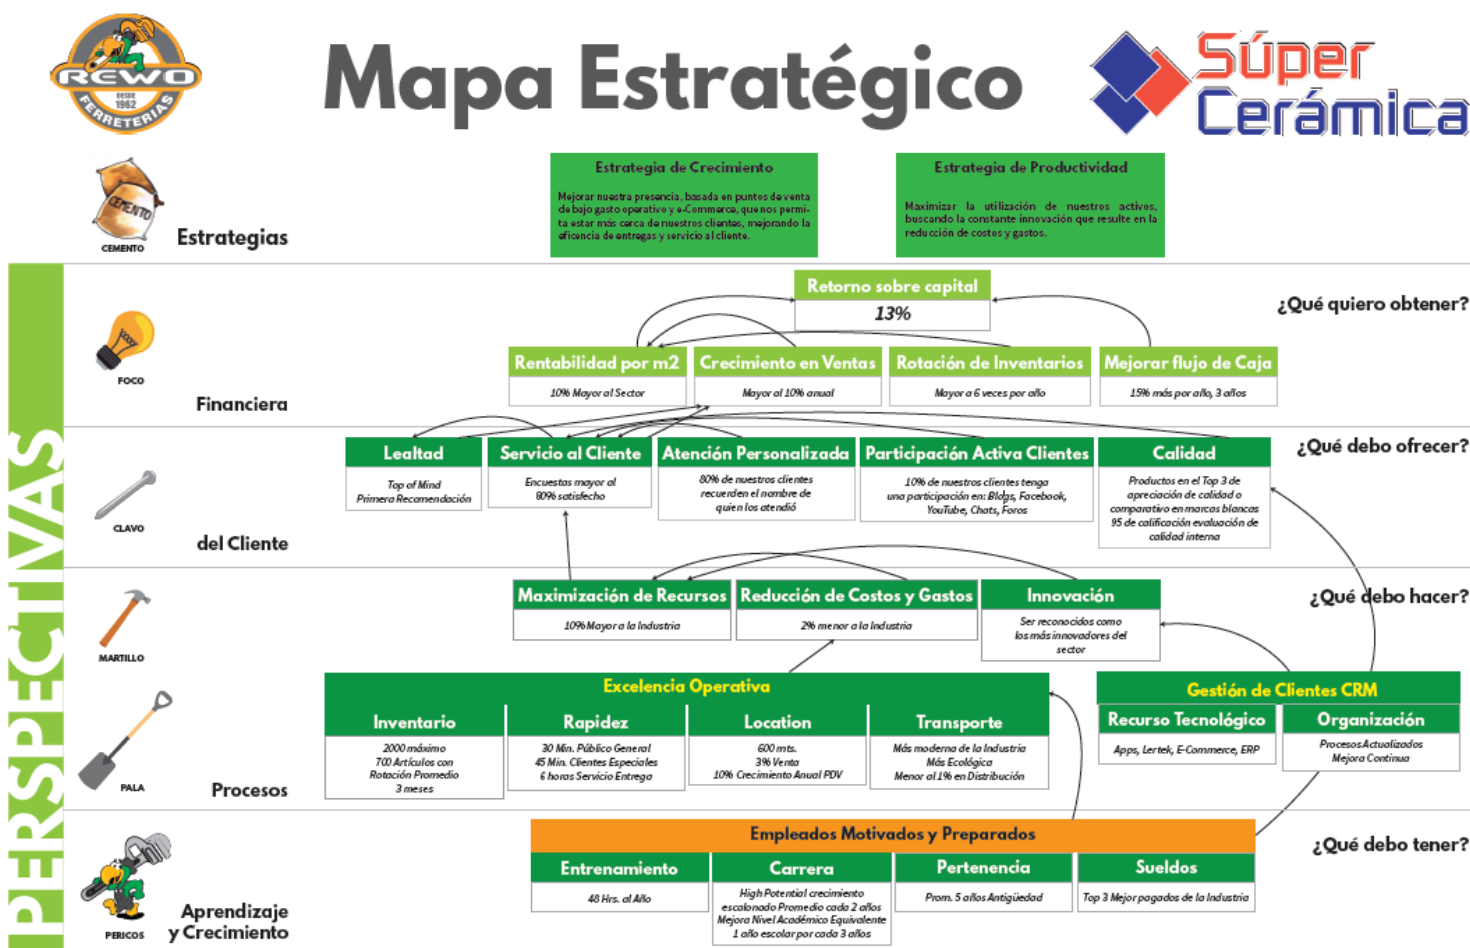 REWO
DESDE
1962
FERRETERIAS
Mapa Estratégico
Súper
Cerámica
CEMENTO
CEMENTO
Estrategias
Estrategia de Crecimiento
Mejorar nuestra presencia, basada en puntos de venta
de bajo gasto operativo y e-Commerce, que nos permi-
ta estar más cerca de nuestros clientes, mejorando la
eficencia de entregas y servicio al cliente.
Estrategia de Productividad
Maximizar la utilización de nuestros activos,
buscando la constante innovación que resulte en la
reducción de costos y gastos.
PERSPECTIVAS
FOCO
Financiera
¿Qué quiero obtener?
Retorno sobre capital
13%
Rentabilidad por m2
10% Mayor al Sector
Crecimiento en Ventas
Mayor al 10% anual
Rotación de Inventarios
Mayor a 6 veces por año
Mejorar flujo de Caja
15% más por año, 3 años
CLAVO
del Cliente
¿Qué debo ofrecer?
Lealtad
Top of Mind
Primera Recomendación
Servicio al Cliente
Encuestas mayor al
80% satisfecho
Atención Personalizada
80% de nuestros clientes
recuerden el nombre de
quien los atendió
Participación Activa Clientes
10% de nuestros clientes tenga
una participación en: Blogs, Facebook,
YouTube, Chats, Foros
Calidad
Productos en el Top 3 de
apreciación de calidad o
comparativo en marcas blancas
95 de calificación evaluación de
calidad interna
MARTILLO
PALA
Procesos
¿Qué debo hacer?
Maximización de Recursos
10% Mayor a la Industria
Reducción de Costos y Gastos
2% menor a la Industria
Innovación
Ser reconocidos como
los más innovadores del
sector
Excelencia Operativa
Inventario
2000 máximo
700 Artículos con
Rotación Promedio
3 meses
Rapidez
30 Min. Público General
45 Min. Clientes Especiales
6 horas Servicio Entrega
Location
600 mts.
3% Venta
10% Crecimiento Anual PDV
Transporte
Más moderna de la Industria
Más Ecológica
Menor al 1% en Distribución
Gestión de Clientes CRM
Recurso Tecnológico
Apps, Lertek, E-Commerce, ERP
Organización
Procesos Actualizados
Mejora Continua
PERICOS
Aprendizaje
y Crecimiento
¿Qué debo tener?
Empleados Motivados y Preparados
Entrenamiento
48 Hrs. al Año
Carrera
High Potential crecimiento
escalonado Promedio cada 2 años
Mejora Nivel Académico Equivalente
1 año escolar por cada 3 años
Pertenencia
Prom. 5 años Antigüedad
Sueldos
Top 3 Mejor pagados de la Industria